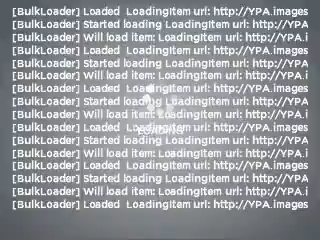 [BulkLoader] Loaded LoadingItem url: http://YPA.images
[BulkLoader] Started loading LoadingItem url: http://YPA
[BulkLoader] Will load item: LoadingItem url: http://YPA.i
[BulkLoader] Loaded LoadingItem url: http://YPA.images
[BulkLoader] Started loading LoadingItem url: http://YPA
[BulkLoader] Will load item: LoadingItem url: http://YPA.i
[BulkLoader] Loaded LoadingItem url: http://YPA.images
[BulkLoader] Started loading LoadingItem url: http://YPA
[BulkLoader] Will load item: LoadingItem url: http://YPA.i
[BulkLoader] Loaded LoadingItem url: http://YPA.images
[BulkLoader] Started loading LoadingItem url: http://YPA
[BulkLoader] Will load item: LoadingItem url: http://YPA.i
[BulkLoader] Loaded LoadingItem url: http://YPA.images
[BulkLoader] Started loading LoadingItem url: http://YPA
[BulkLoader] Will load item: LoadingItem url: http://YPA.i
[BulkLoader] Loaded LoadingItem url: http://YPA.images